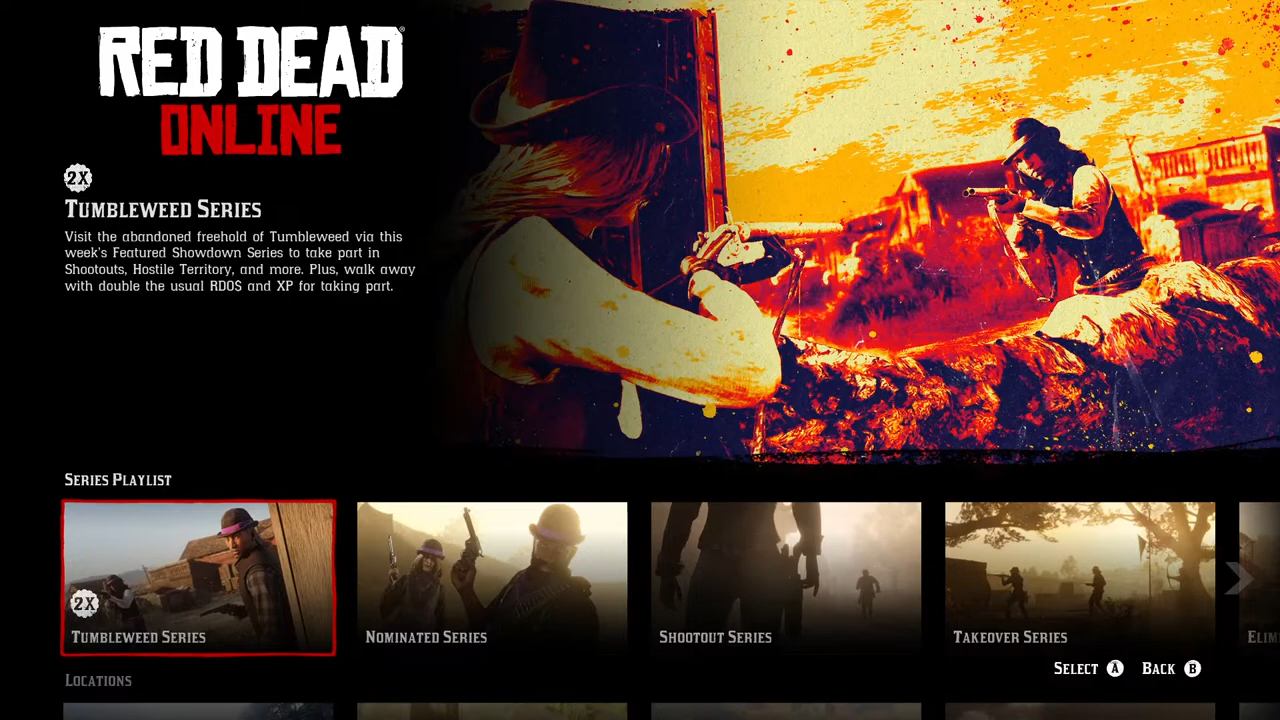 RED DEAD®
ONLINE
2X
TUMBLEWEED SERIES
Visit the abandoned freehold of Tumbleweed via this
week's Featured Showdown Series to take part in
Shootouts, Hostile Territory, and more. Plus, walk away
with double the usual RDO$ and XP for taking part.
SERIES PLAYLIST
2X
TUMBLEWEED SERIES
NOMINATED SERIES
SHOOTOUT SERIES
TAKEOVER SERIES
ELIM
SELECT A BACK B
LOCATIONS